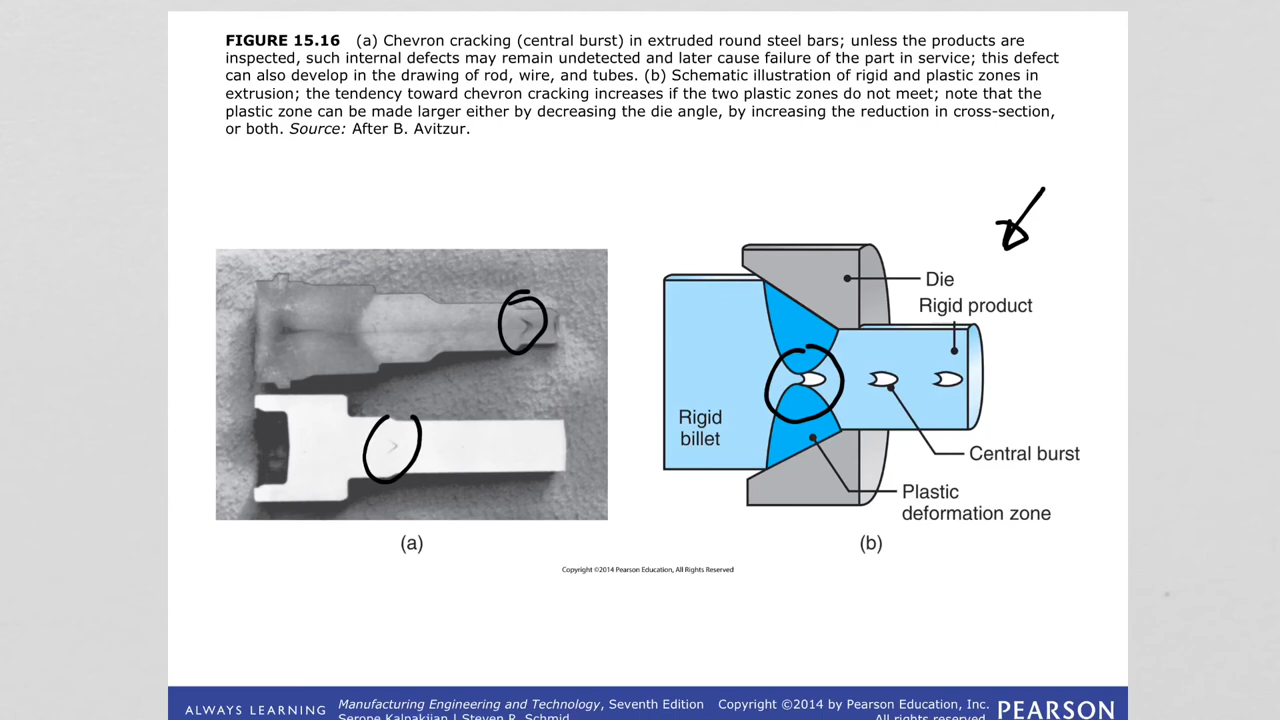 FIGURE 15.16 (a) Chevron cracking (central burst) in extruded round steel bars; unless the products are
inspected, such internal defects may remain undetected and later cause failure of the part in service; this defect
can also develop in the drawing of rod, wire, and tubes. (b) Schematic illustration of rigid and plastic zones in
extrusion; the tendency toward chevron cracking increases if the two plastic zones do not meet; note that the
plastic zone can be made larger either by decreasing the die angle, by increasing the reduction in cross-section,
or both. Source: After B. Avitzur.
Die
Rigid product
Rigid
billet
Central burst
Plastic
deformation zone
(a)
(b)
Copyright ©2014 Pearson Education, All Rights Reserved
ALWAYS LEARNING
Manufacturing Engineering and Technology, Seventh Edition
Serope Kalpakjian | Steven R. Schmid
Copyright ©2014 by Pearson Education, Inc.
All rights reserved.
PEARSON